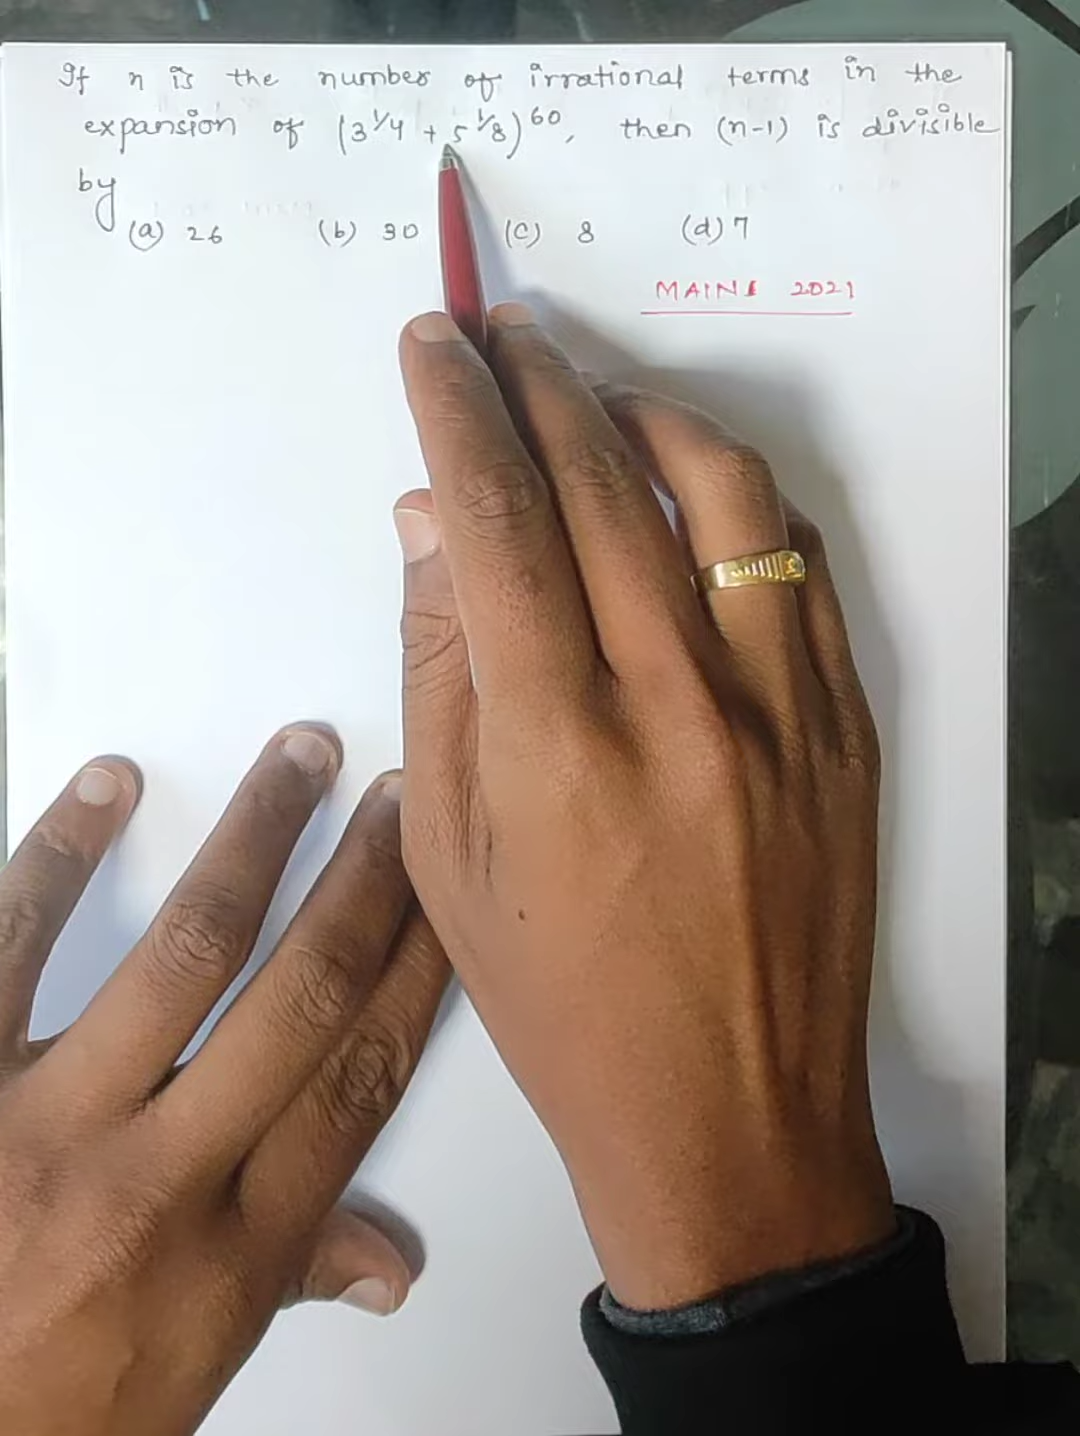 If n is the number of irrational terms in the
expansion of (3^1/4 + 5^1/8)^60, then (n-1) is divisible
by
(a) 26 (b) 30 (c) 8 (d) 7
MAINS 2021